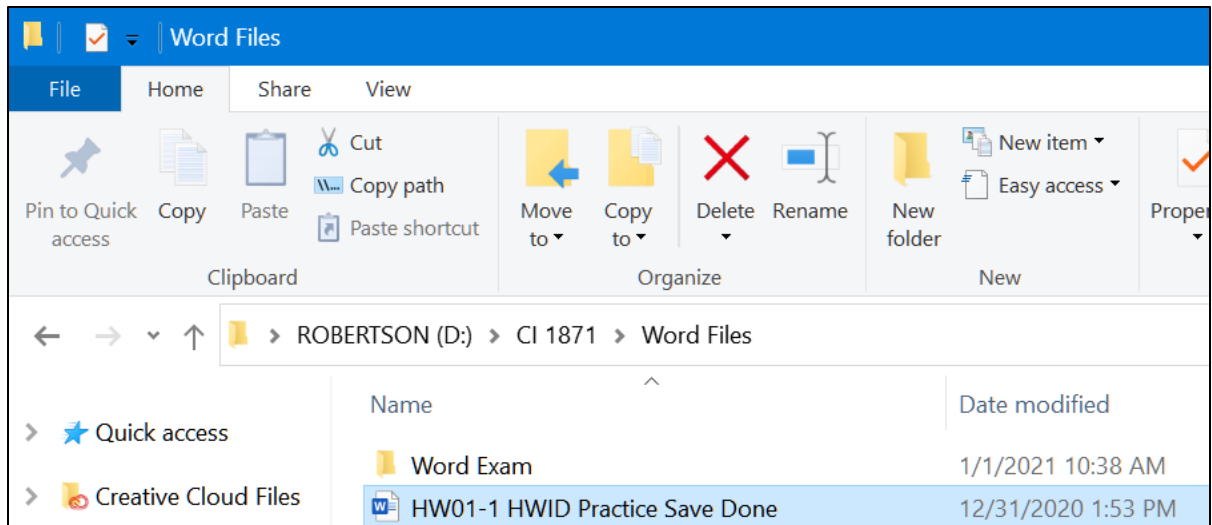 Word Files
File Home Share View
Cut
Copy path
Paste shortcut
Pin to Quick access
Copy
Paste
Move to
Copy to
Delete
Rename
New folder
New item
Easy access
Proper
Clipboard Organize New
ROBERTSON (D:) > CI 1871 > Word Files
Name Date modified
Quick access
Word Exam 1/1/2021 10:38 AM
Creative Cloud Files
HW01-1 HWID Practice Save Done 12/31/2020 1:53 PM